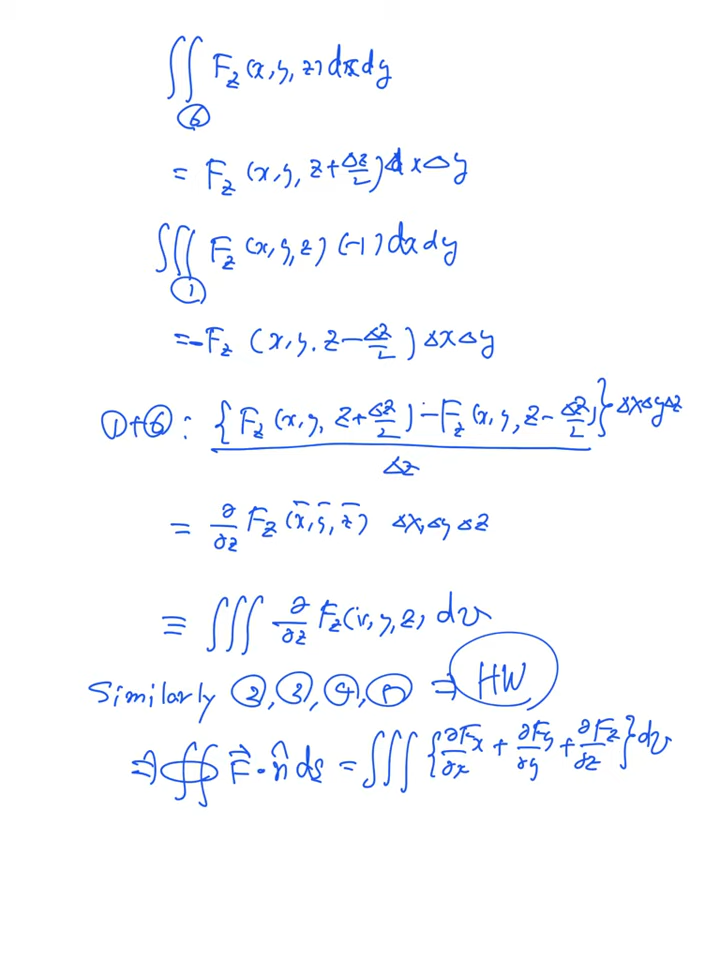 ∬⑥ F_z (x, y, z) dx dy
= F_z (x, y, z + Δz/2) Δx Δy
∭① F_z (x, y, z) (-1) dx dy
= -F_z (x, y, z - Δz/2) Δx Δy
①+⑥ : {F_z (x, y, z + Δz/2) - F_z (x, y, z - Δz/2)} Δx Δy Δz
Δz
= ∂/∂z F_z (x̄, ȳ, z̄) Δx, Δy Δz
≡ ∭ ∂/∂z F_z (x, y, z) dv
Similarly ②, ③, ④, ⑤ ⇒ HW
⇒ ∯ F⃗ · n̂ ds = ∭ {∂F_x/∂x + ∂F_y/∂y + ∂F_z/∂z} dv